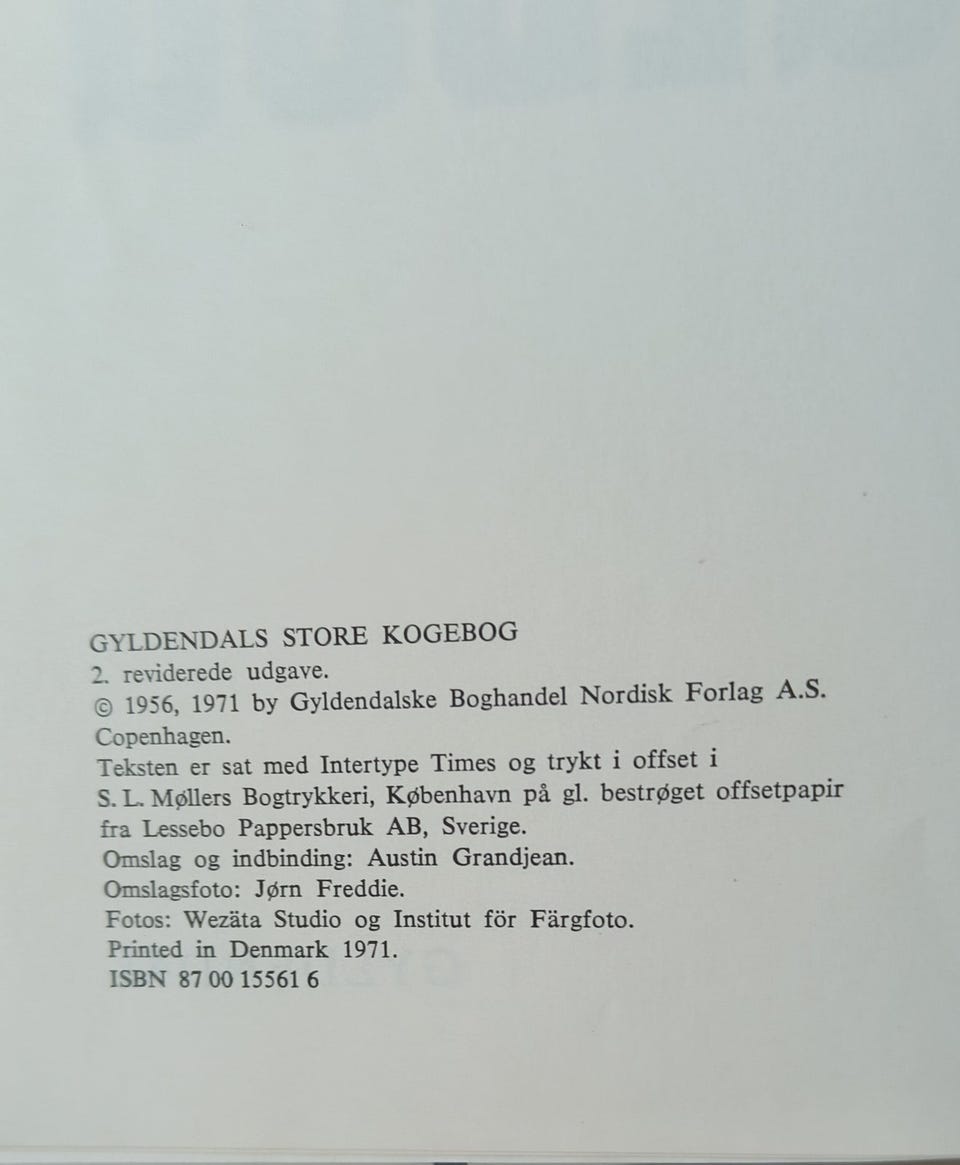 GYLDENDALS STORE KOGEBOG
2. reviderede udgave.
© 1956, 1971 by Gyldendalske Boghandel Nordisk Forlag A.S.
Copenhagen.
Teksten er sat med Intertype Times og trykt i offset i
S. L. Møllers Bogtrykkeri, København på gl. bestrøget offsetpapir
fra Lessebo Pappersbruk AB, Sverige.
Omslag og indbinding: Austin Grandjean.
Omslagsfoto: Jørn Freddie.
Fotos: Wezäta Studio og Institut för Färgfoto.
Printed in Denmark 1971.
ISBN 87 00 15561 6